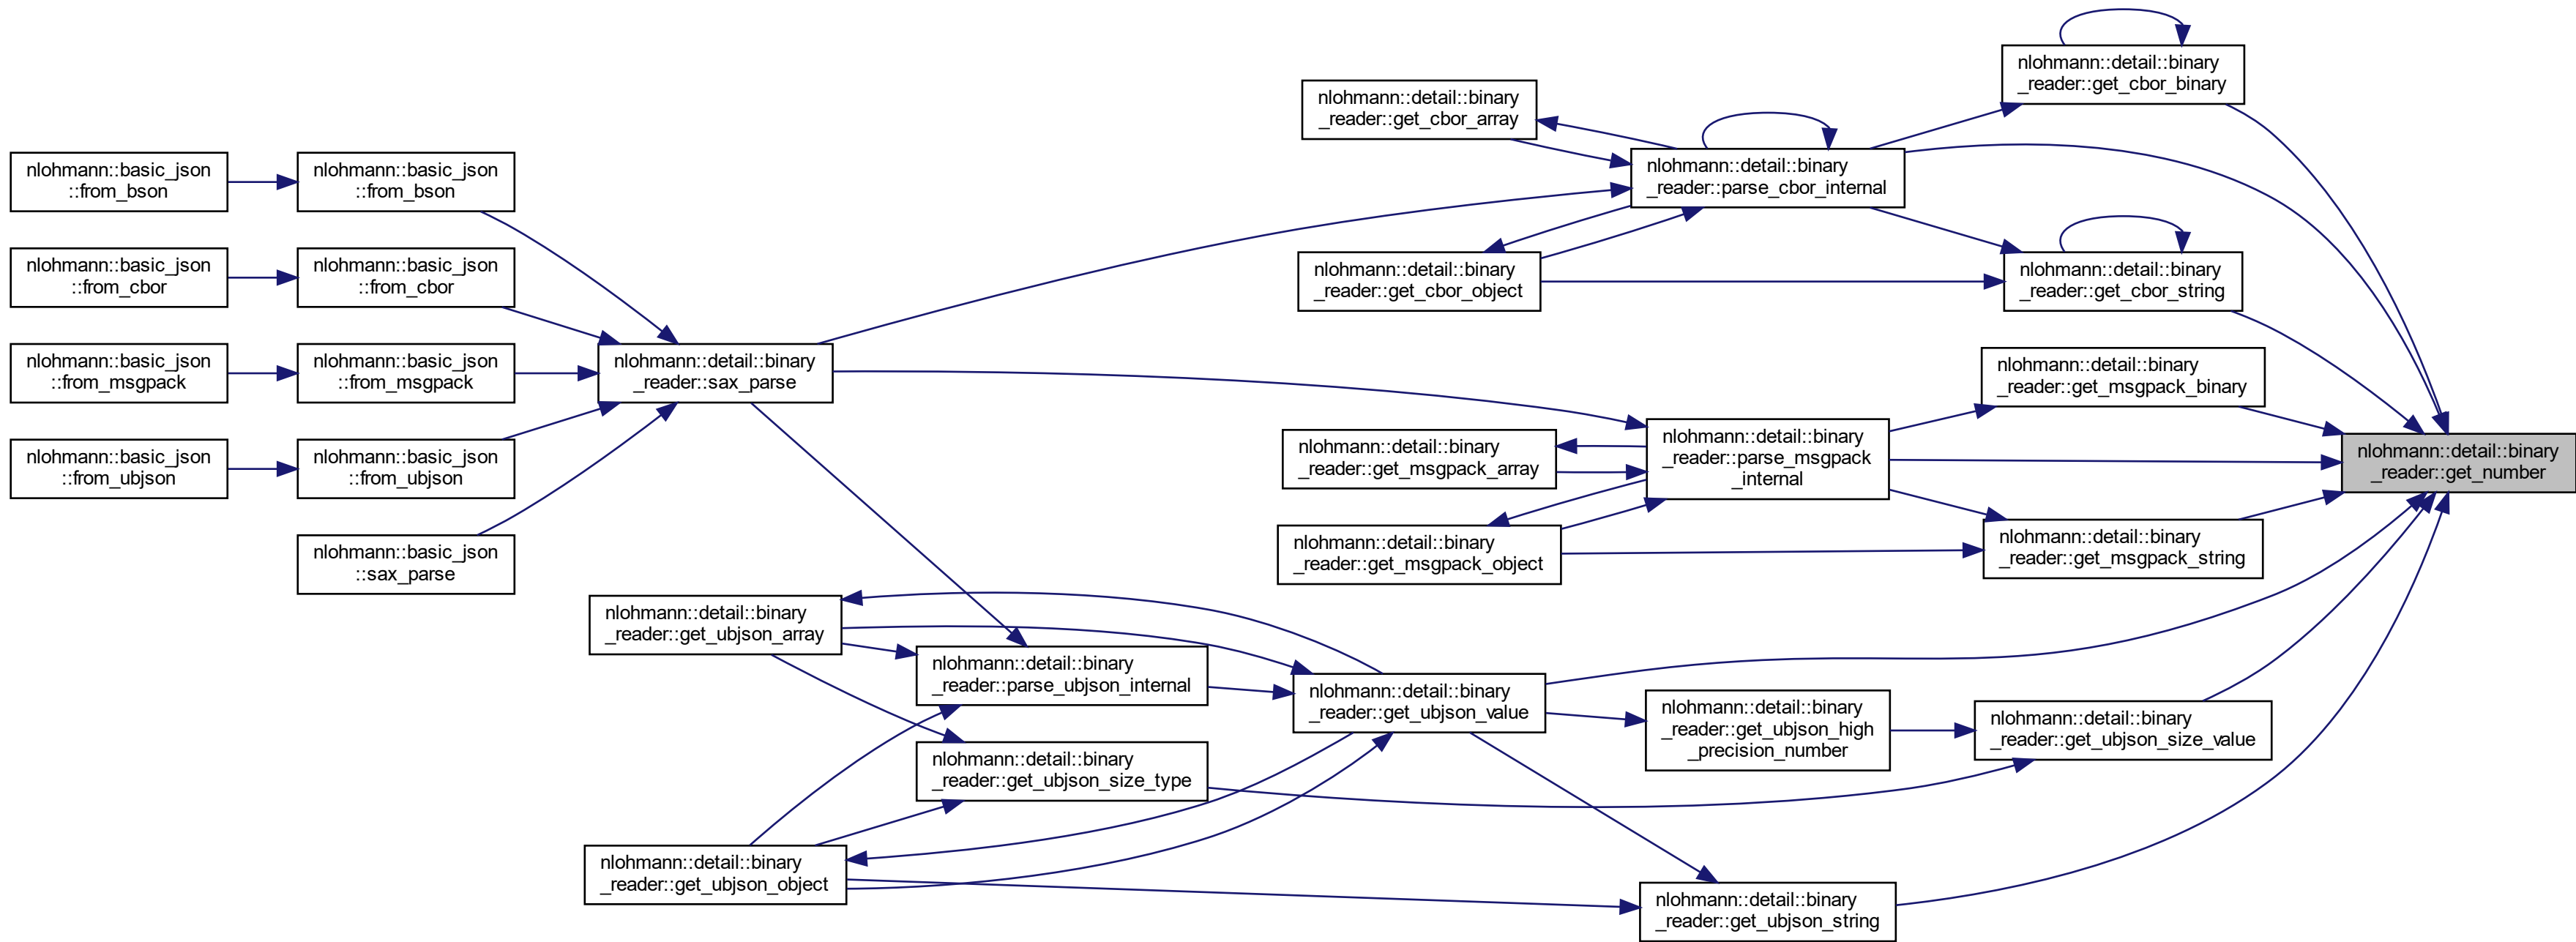 nlohmann::basic_json
::from_bson
nlohmann::basic_json
::from_cbor
nlohmann::basic_json
::from_msgpack
nlohmann::basic_json
::from_ubjson
nlohmann::basic_json
::from_bson
nlohmann::basic_json
::from_cbor
nlohmann::basic_json
::from_msgpack
nlohmann::basic_json
::from_ubjson
nlohmann::basic_json
::sax_parse
nlohmann::detail::binary
_reader::sax_parse
nlohmann::detail::binary
_reader::get_ubjson_array
nlohmann::detail::binary
_reader::get_ubjson_object
nlohmann::detail::binary
_reader::parse_ubjson_internal
nlohmann::detail::binary
_reader::get_ubjson_size_type
nlohmann::detail::binary
_reader::get_cbor_array
nlohmann::detail::binary
_reader::get_cbor_object
nlohmann::detail::binary
_reader::get_msgpack_array
nlohmann::detail::binary
_reader::get_msgpack_object
nlohmann::detail::binary
_reader::get_ubjson_value
nlohmann::detail::binary
_reader::parse_cbor_internal
nlohmann::detail::binary
_reader::parse_msgpack
_internal
nlohmann::detail::binary
_reader::get_ubjson_high
_precision_number
nlohmann::detail::binary
_reader::get_ubjson_string
nlohmann::detail::binary
_reader::get_cbor_binary
nlohmann::detail::binary
_reader::get_cbor_string
nlohmann::detail::binary
_reader::get_msgpack_binary
nlohmann::detail::binary
_reader::get_msgpack_string
nlohmann::detail::binary
_reader::get_ubjson_size_value
nlohmann::detail::binary
_reader::get_number